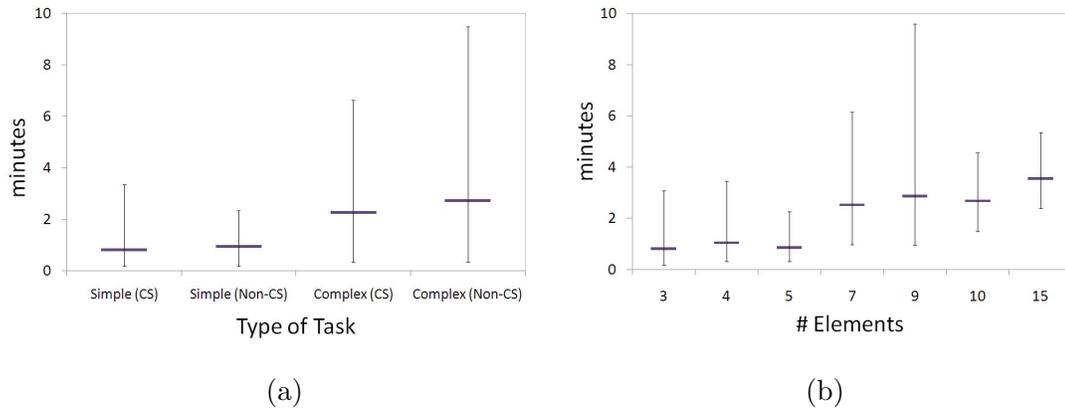 10
8
6
4
2
0
minutes
Simple (CS) Simple (Non-CS) Complex (CS) Complex (Non-CS)
Type of Task
(a)
10
8
6
4
2
0
minutes
3 4 5 7 9 10 15
# Elements
(b)